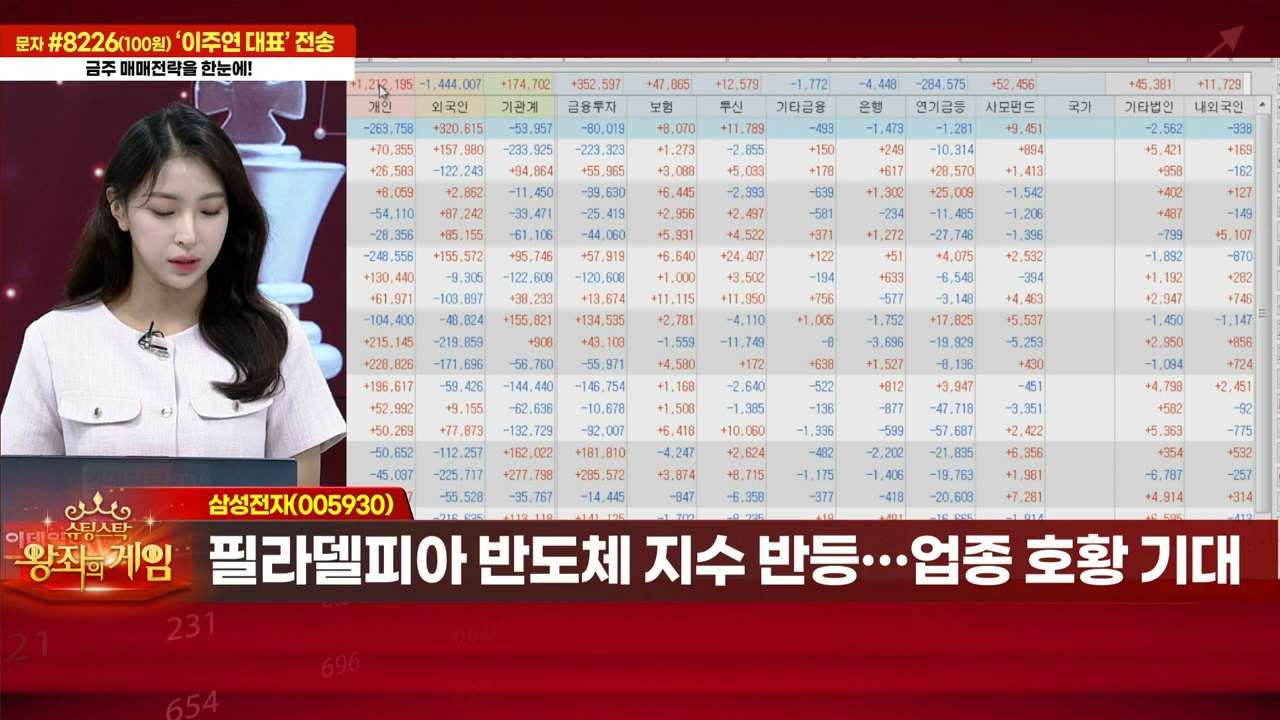 문자 #8226(100원) ‘이주연 대표’ 전송
금주 매매전략을 한눈에!
+1,212,195 -1,444,007 +174,702 +352,597 +47,865 +12,579 -1,772 -4,448 -284,575 +52,456 +45,381 +11,729
개인 외국인 기관계 금융투자 보험 투신 기타금융 은행 연기금등 사모펀드 국가 기타법인 내외국인
-263,758 +320,615 -53,957 -80,019 +8,070 +11,789 -493 -1,473 -1,281 +9,451 -2,562 -338
+70,355 +157,980 -233,925 -223,323 +1,273 -2,855 +150 +249 -10,314 +894 +5,421 +169
+26,583 -122,243 +94,864 +55,965 +3,088 +5,033 +178 +617 +28,570 +1,413 +958 -162
+8,059 +2,862 -11,450 -39,630 +6,445 -2,393 -639 +1,302 +25,009 -1,542 +402 +127
-54,110 +87,242 -33,471 -25,419 +2,956 +2,497 -581 -234 -11,485 -1,206 +487 -149
-28,356 +85,155 -61,106 -44,060 +5,931 +4,522 +371 +1,272 -27,746 -1,396 -799 +5,107
-248,556 +155,572 +95,746 +57,919 +6,640 +24,407 +122 +51 +4,075 +2,532 -1,892 -870
+130,440 -9,305 -122,609 -120,608 +1,000 +3,502 -194 +633 -6,548 -394 +1,192 +282
+61,971 -103,897 +38,233 +13,674 +11,115 +11,950 +756 -577 -3,148 +4,463 +2,947 +746
-104,400 -48,824 +155,821 +134,535 +2,781 -4,110 +1,005 -1,752 +17,825 +5,537 -1,450 -1,147
+215,145 -219,859 +908 +43,103 -1,559 -11,749 -8 -3,696 -19,929 -5,253 +2,950 +856
+228,826 -171,696 -56,760 -55,971 +4,580 +172 +638 +1,527 -8,136 +430 -1,094 +724
+196,617 -59,426 -144,440 -146,754 +1,168 -2,640 -522 +812 +3,947 -451 +4,798 +2,451
+52,992 +9,155 -62,636 -10,678 +1,508 -1,385 -136 -877 -47,718 -3,351 +582 -92
+50,269 +77,873 -132,729 -92,007 +6,418 +10,060 -1,336 -599 -57,687 +2,422 +5,363 -775
-50,652 -112,257 +162,022 +181,810 -4,247 +2,624 -482 -2,202 -21,835 +6,356 +354 +532
-45,037 -225,717 +277,798 +285,572 +3,874 +8,715 -1,175 -1,406 -19,763 +1,981 -6,787 -257
-55,528 -35,767 -14,445 -847 -6,358 -377 -418 -20,603 +7,281 +4,914 +314
삼성전자(005930)
슈팅스탁
왕좌의 게임
필라델피아 반도체 지수 반등…업종 호황 기대
21 231
696
654